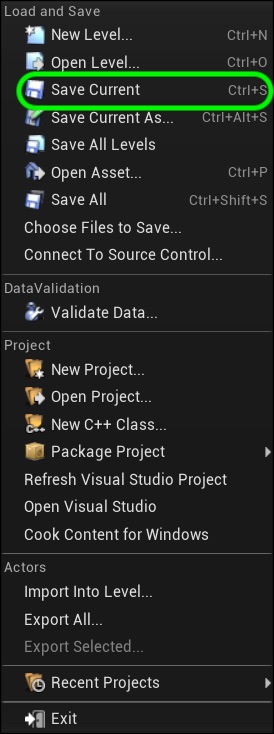 Load and Save
New Level... Ctrl+N
Open Level... Ctrl+O
Save Current Ctrl+S
Save Current As... Ctrl+Alt+S
Save All Levels
Open Asset... Ctrl+P
Save All Ctrl+Shift+S
Choose Files to Save...
Connect To Source Control...
DataValidation
Validate Data...
Project
New Project...
Open Project...
New C++ Class...
Package Project
Refresh Visual Studio Project
Open Visual Studio
Cook Content for Windows
Actors
Import Into Level...
Export All...
Export Selected...
Recent Projects
Exit